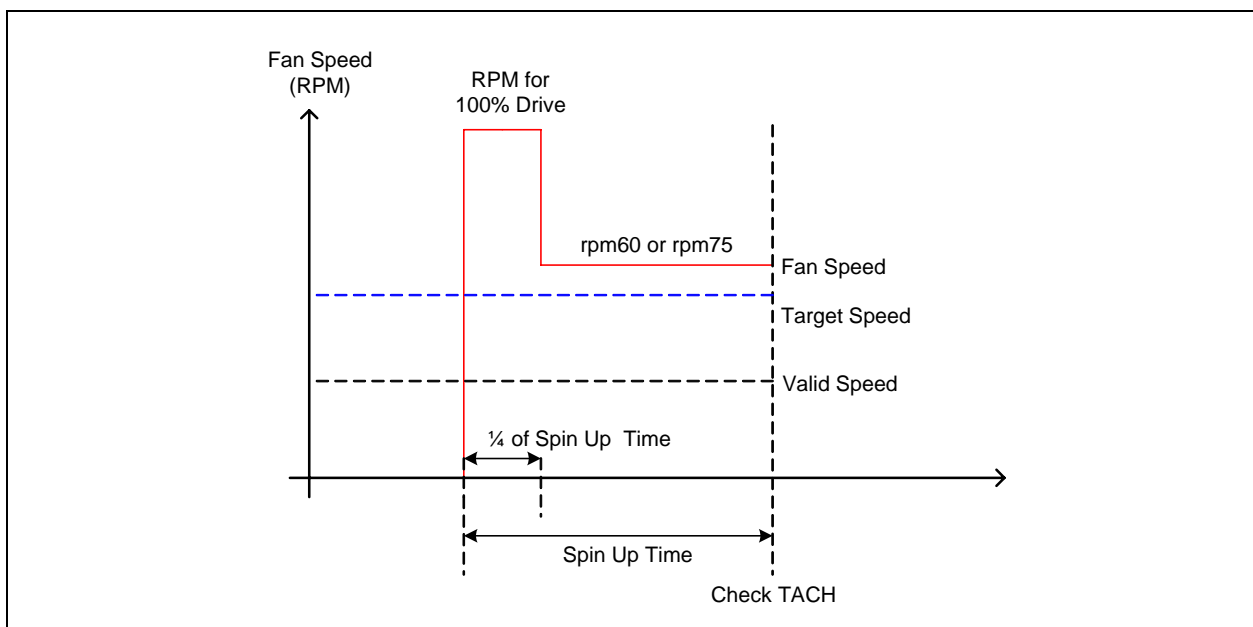 Fan Speed
(RPM)
RPM for
100% Drive
rpm60 or rpm75
Fan Speed
Target Speed
Valid Speed
¼ of Spin Up Time
Spin Up Time
Check TACH